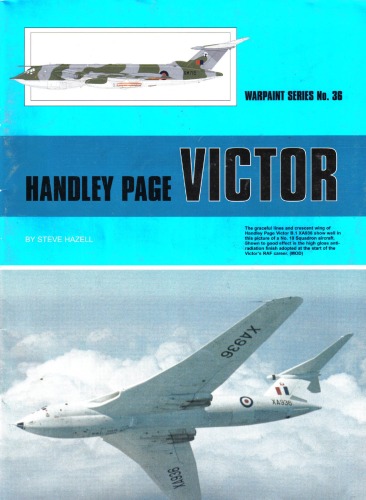 WARPAINT SERIES No. 36
HANDLEY PAGE VICTOR
BY STEVE HAZELL
The graceful lines and crescent wing of
Handley Page Victor B.1 XA936 show well in
this picture of a No. 10 Squadron aircraft.
Shown to good effect is the high gloss anti-
radiation finish adopted at the start of the
Victor's RAF career. (MOD)
XA936
XA936
XA936